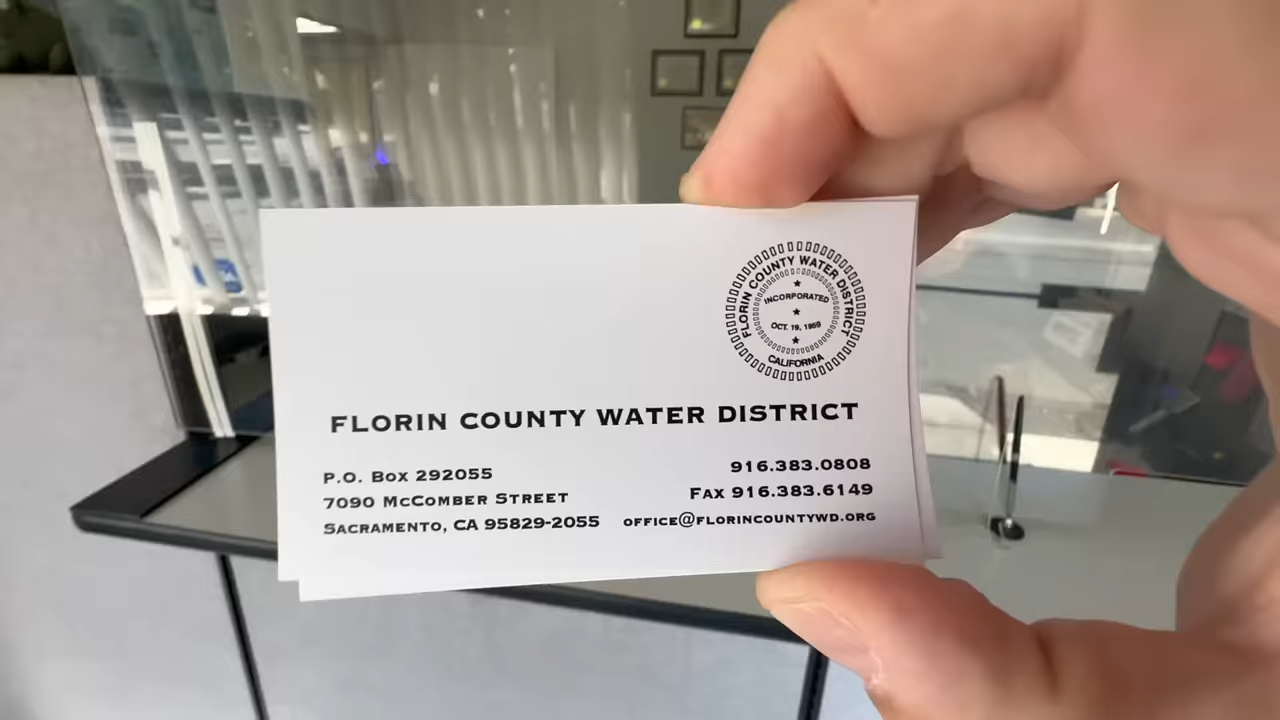 FLORIN COUNTY WATER DISTRICT
INCORPORATED
OCT. 19, 1959
CALIFORNIA
FLORIN COUNTY WATER DISTRICT
P.O. BOX 292055
7090 MCCOMBER STREET
SACRAMENTO, CA 95829-2055
916.383.0808
FAX 916.383.6149
OFFICE@FLORINCOUNTYWD.ORG